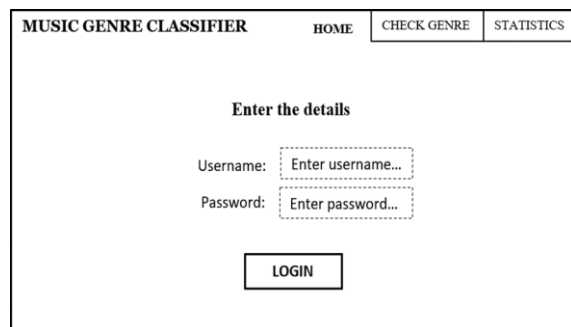 MUSIC GENRE CLASSIFIER HOME CHECK GENRE STATISTICS
Enter the details
Username: Enter username...
Password: Enter password...
LOGIN